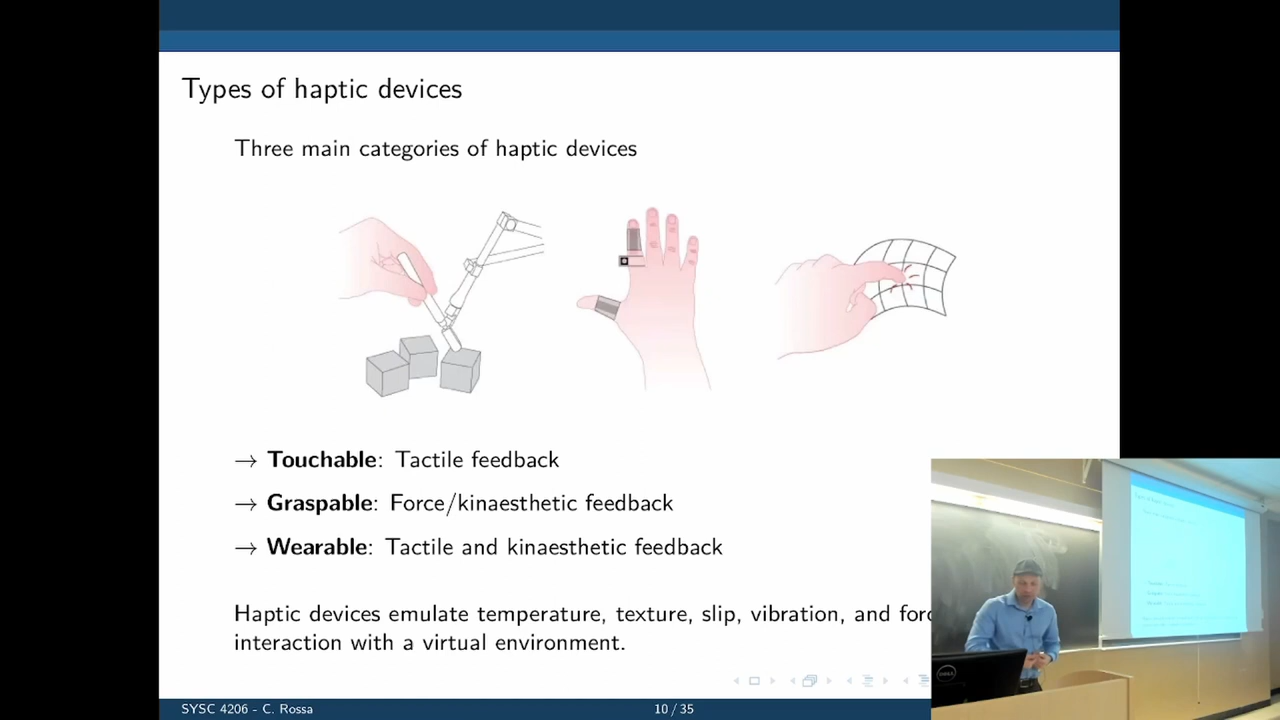 Types of haptic devices
Three main categories of haptic devices
→ Touchable: Tactile feedback
→ Graspable: Force/kinaesthetic feedback
→ Wearable: Tactile and kinaesthetic feedback
Haptic devices emulate temperature, texture, slip, vibration, and
interaction with a virtual environment.
SYSC 4206 - C. Rossa
10 / 35
DELL